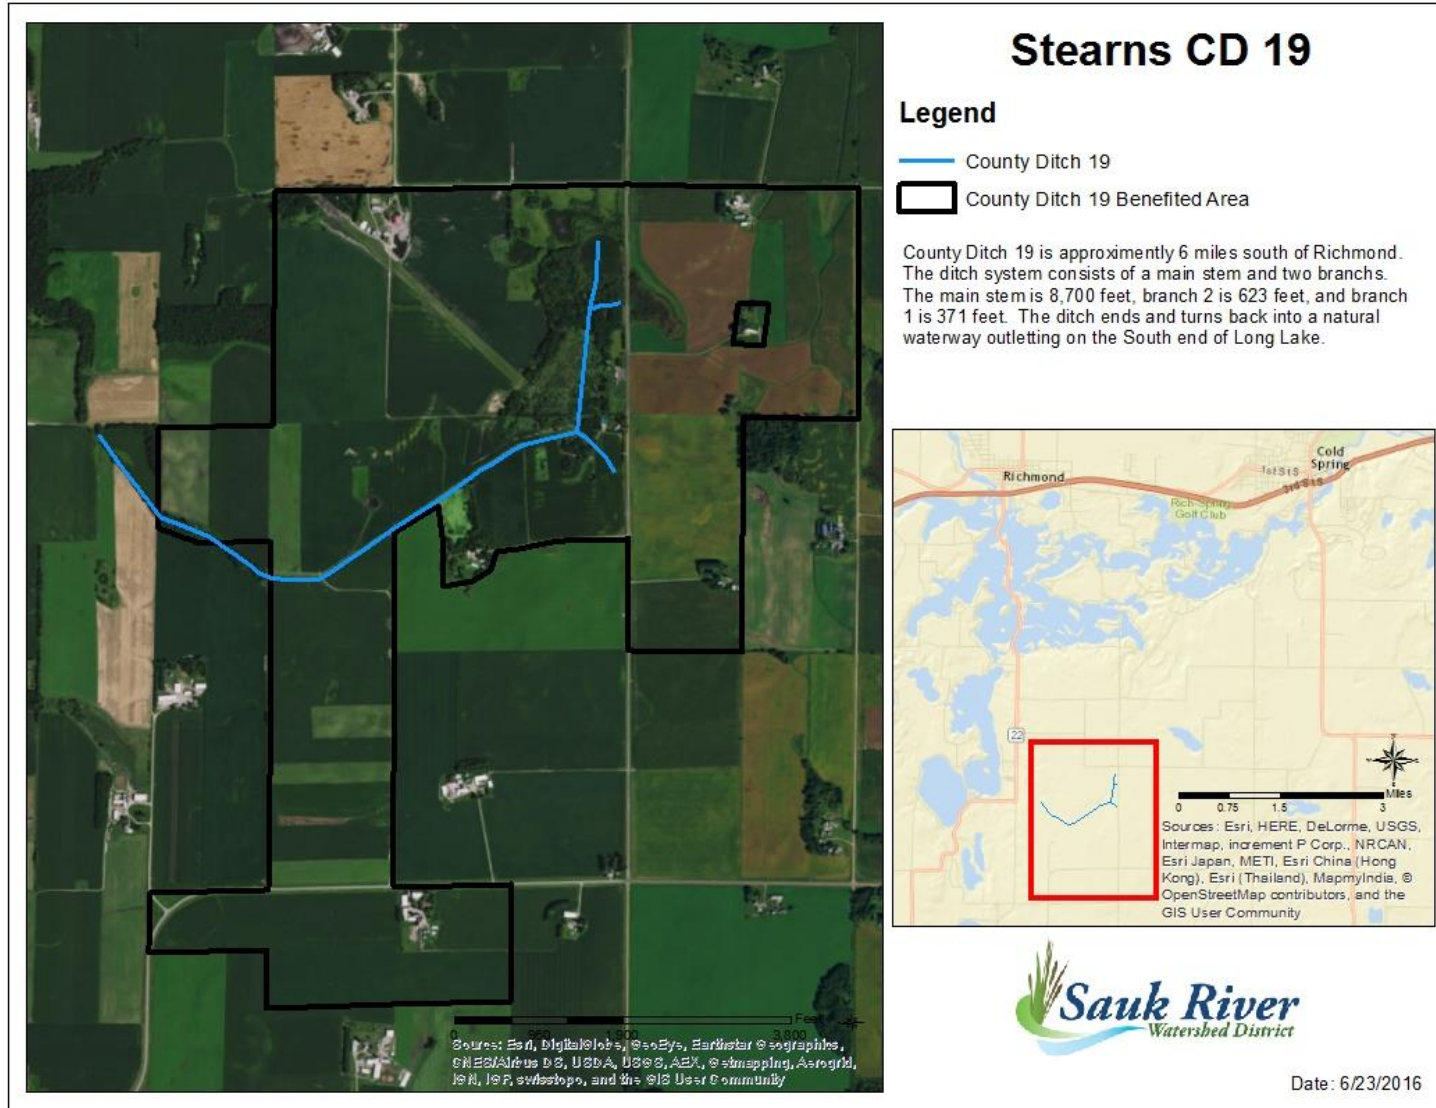 Stearns CD 19
Legend
County Ditch 19
County Ditch 19 Benefited Area
County Ditch 19 is approximently 6 miles south of Richmond.
The ditch system consists of a main stem and two branchs.
The main stem is 8,700 feet, branch 2 is 623 feet, and branch
1 is 371 feet. The ditch ends and turns back into a natural
waterway outletting on the South end of Long Lake.
Feet
0 950 1,900 3,800
Sources: Esri, DigitalGlobe, GeoEye, Earthstar Geographics,
CNES/Airbus DS, USDA, USGS, AEX, Getmapping, Aerogrid,
IGN, IGP, swisstopo, and the GIS User Community
Cold
Spring
1st St S
3rd St S
Richmond
Rich-Spring
Golf Club
22
Miles
0 0.75 1.5 3
Sources: Esri, HERE, DeLorme, USGS,
Intermap, increment P Corp., NRCAN,
Esri Japan, METI, Esri China (Hong
Kong), Esri (Thailand), MapmyIndia, ©
OpenStreetMap contributors, and the
GIS User Community
Sauk River
Watershed District
Date: 6/23/2016